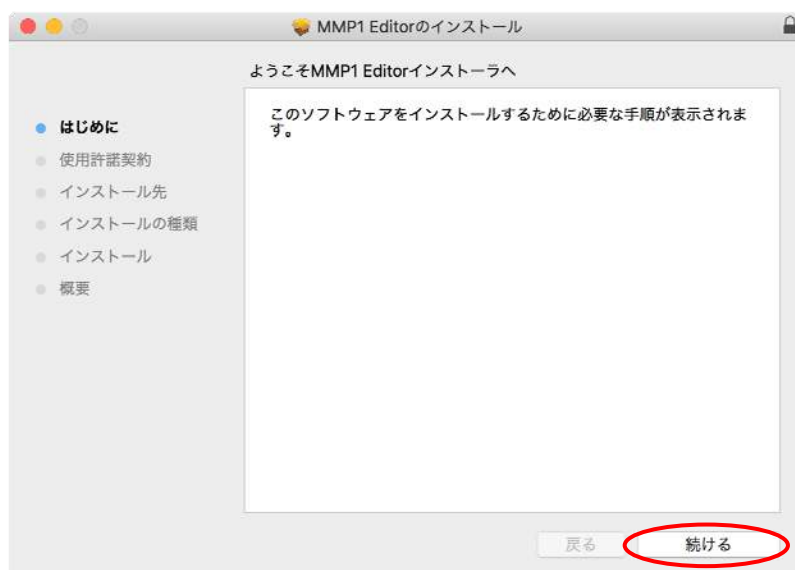 MMP1 Editorのインストール
ようこそMMP1 Editorインストーラへ
はじめに
使用許諾契約
インストール先
インストールの種類
インストール
概要
このソフトウェアをインストールするために必要な手順が表示されま
す。
戻る
続ける